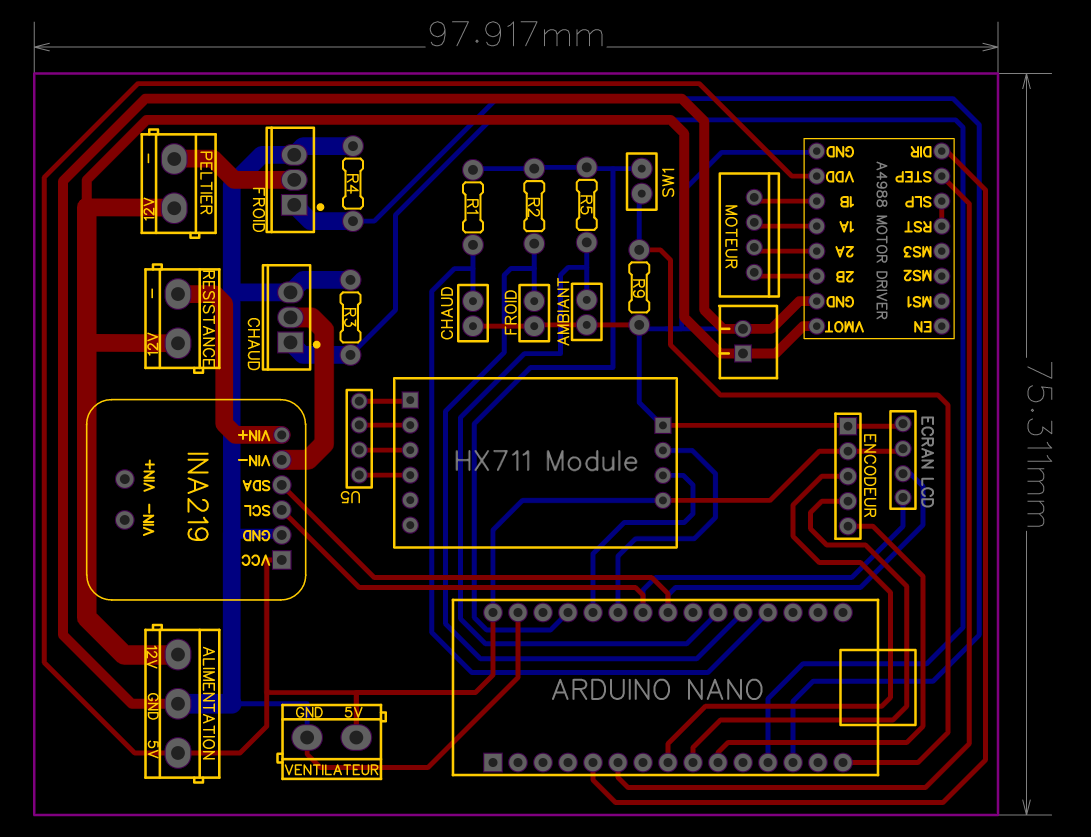 97.917mm
75.311mm
PELTIER
-
12V
FROID
R4
R1
R2
R5
SW1
MOTEUR
A4988 MOTOR DRIVER
GND
VDD
1B
1A
2A
2B
GND
VMOT
DIR
STEP
SLP
RST
MS3
MS2
MS1
EN
RESISTANCE
-
12V
CHAUD
R3
CHAUD
FROID
AMBIANT
R9
-
-
INA219
VIN+
VIN-
VIN+
VIN-
SDA
SCL
GND
VCC
U5
HX711 Module
ENCODEUR
ECRAN LCD
ALIMENTATION
12V
GND
5V
GND 5V
VENTILATEUR
ARDUINO NANO